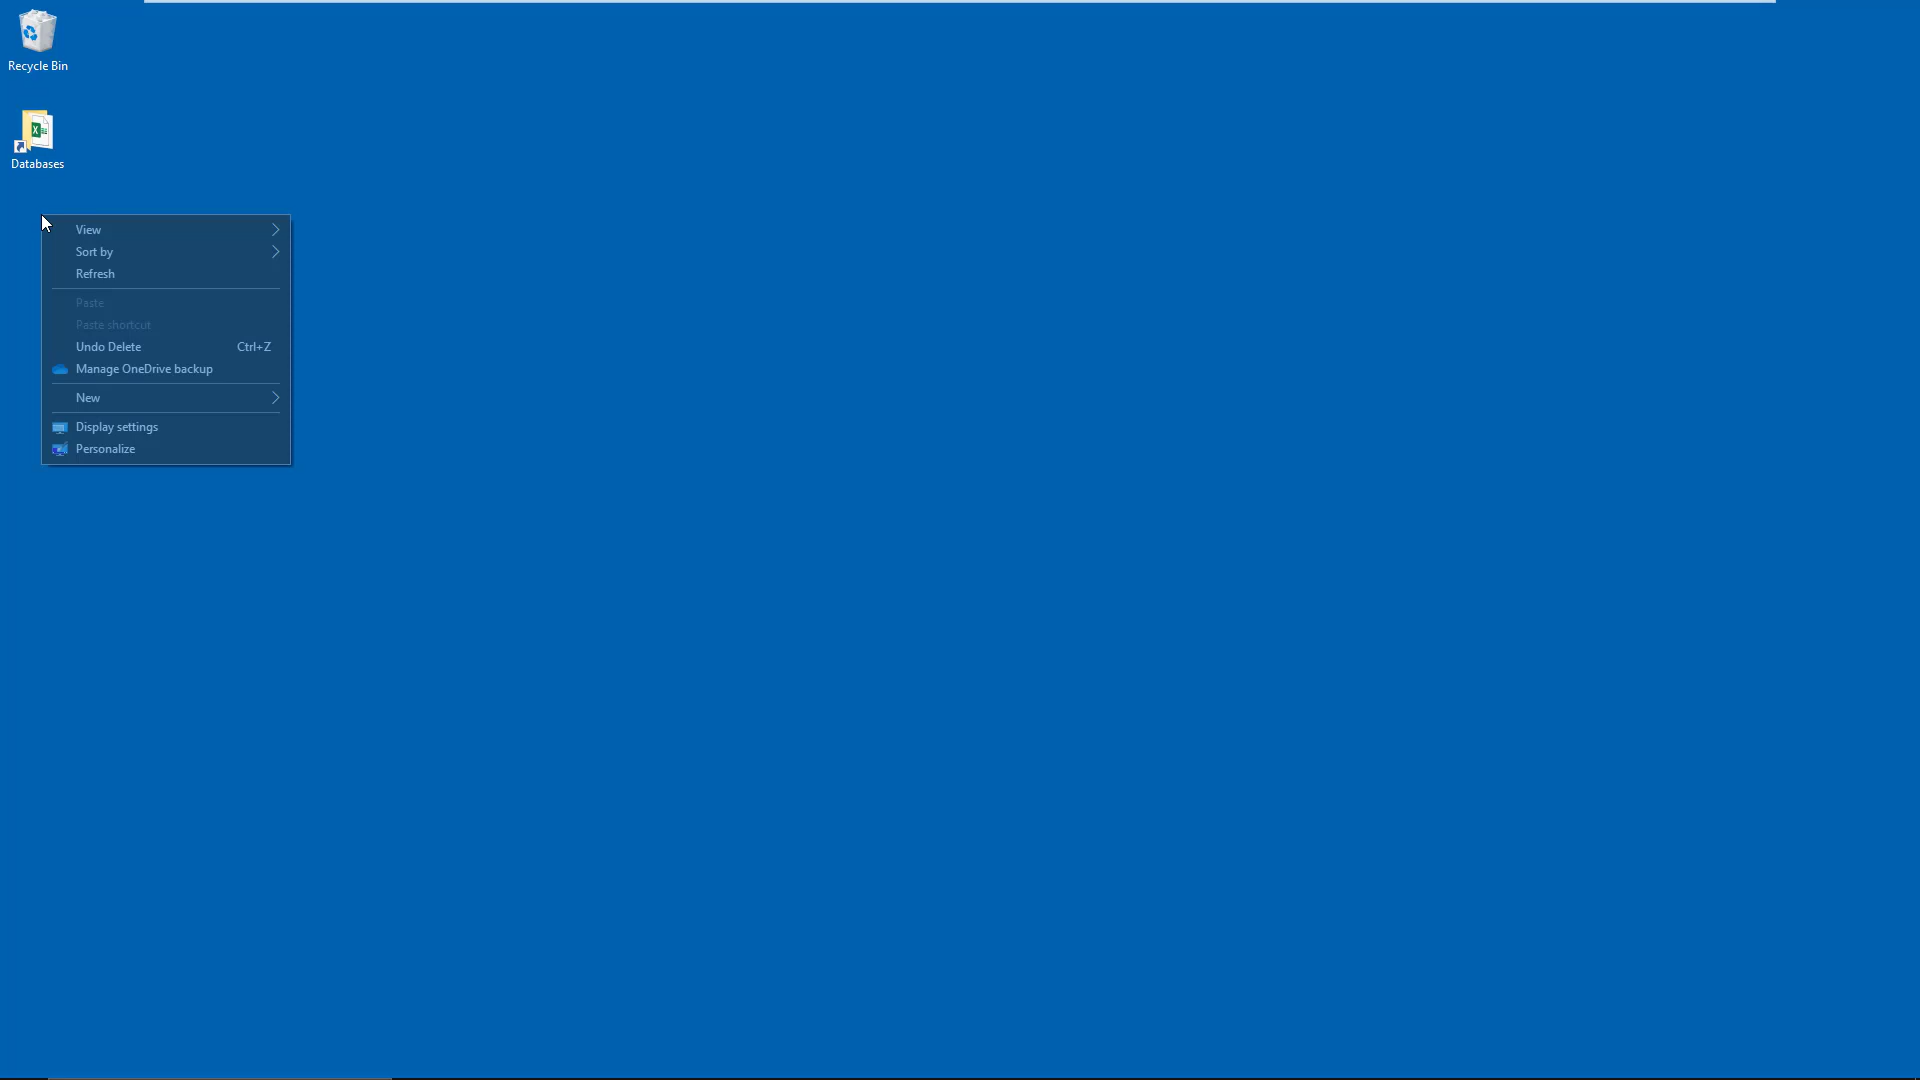 Recycle Bin
Databases
View
Sort by
Refresh
Paste
Paste shortcut
Undo Delete Ctrl+Z
Manage OneDrive backup
New
Display settings
Personalize